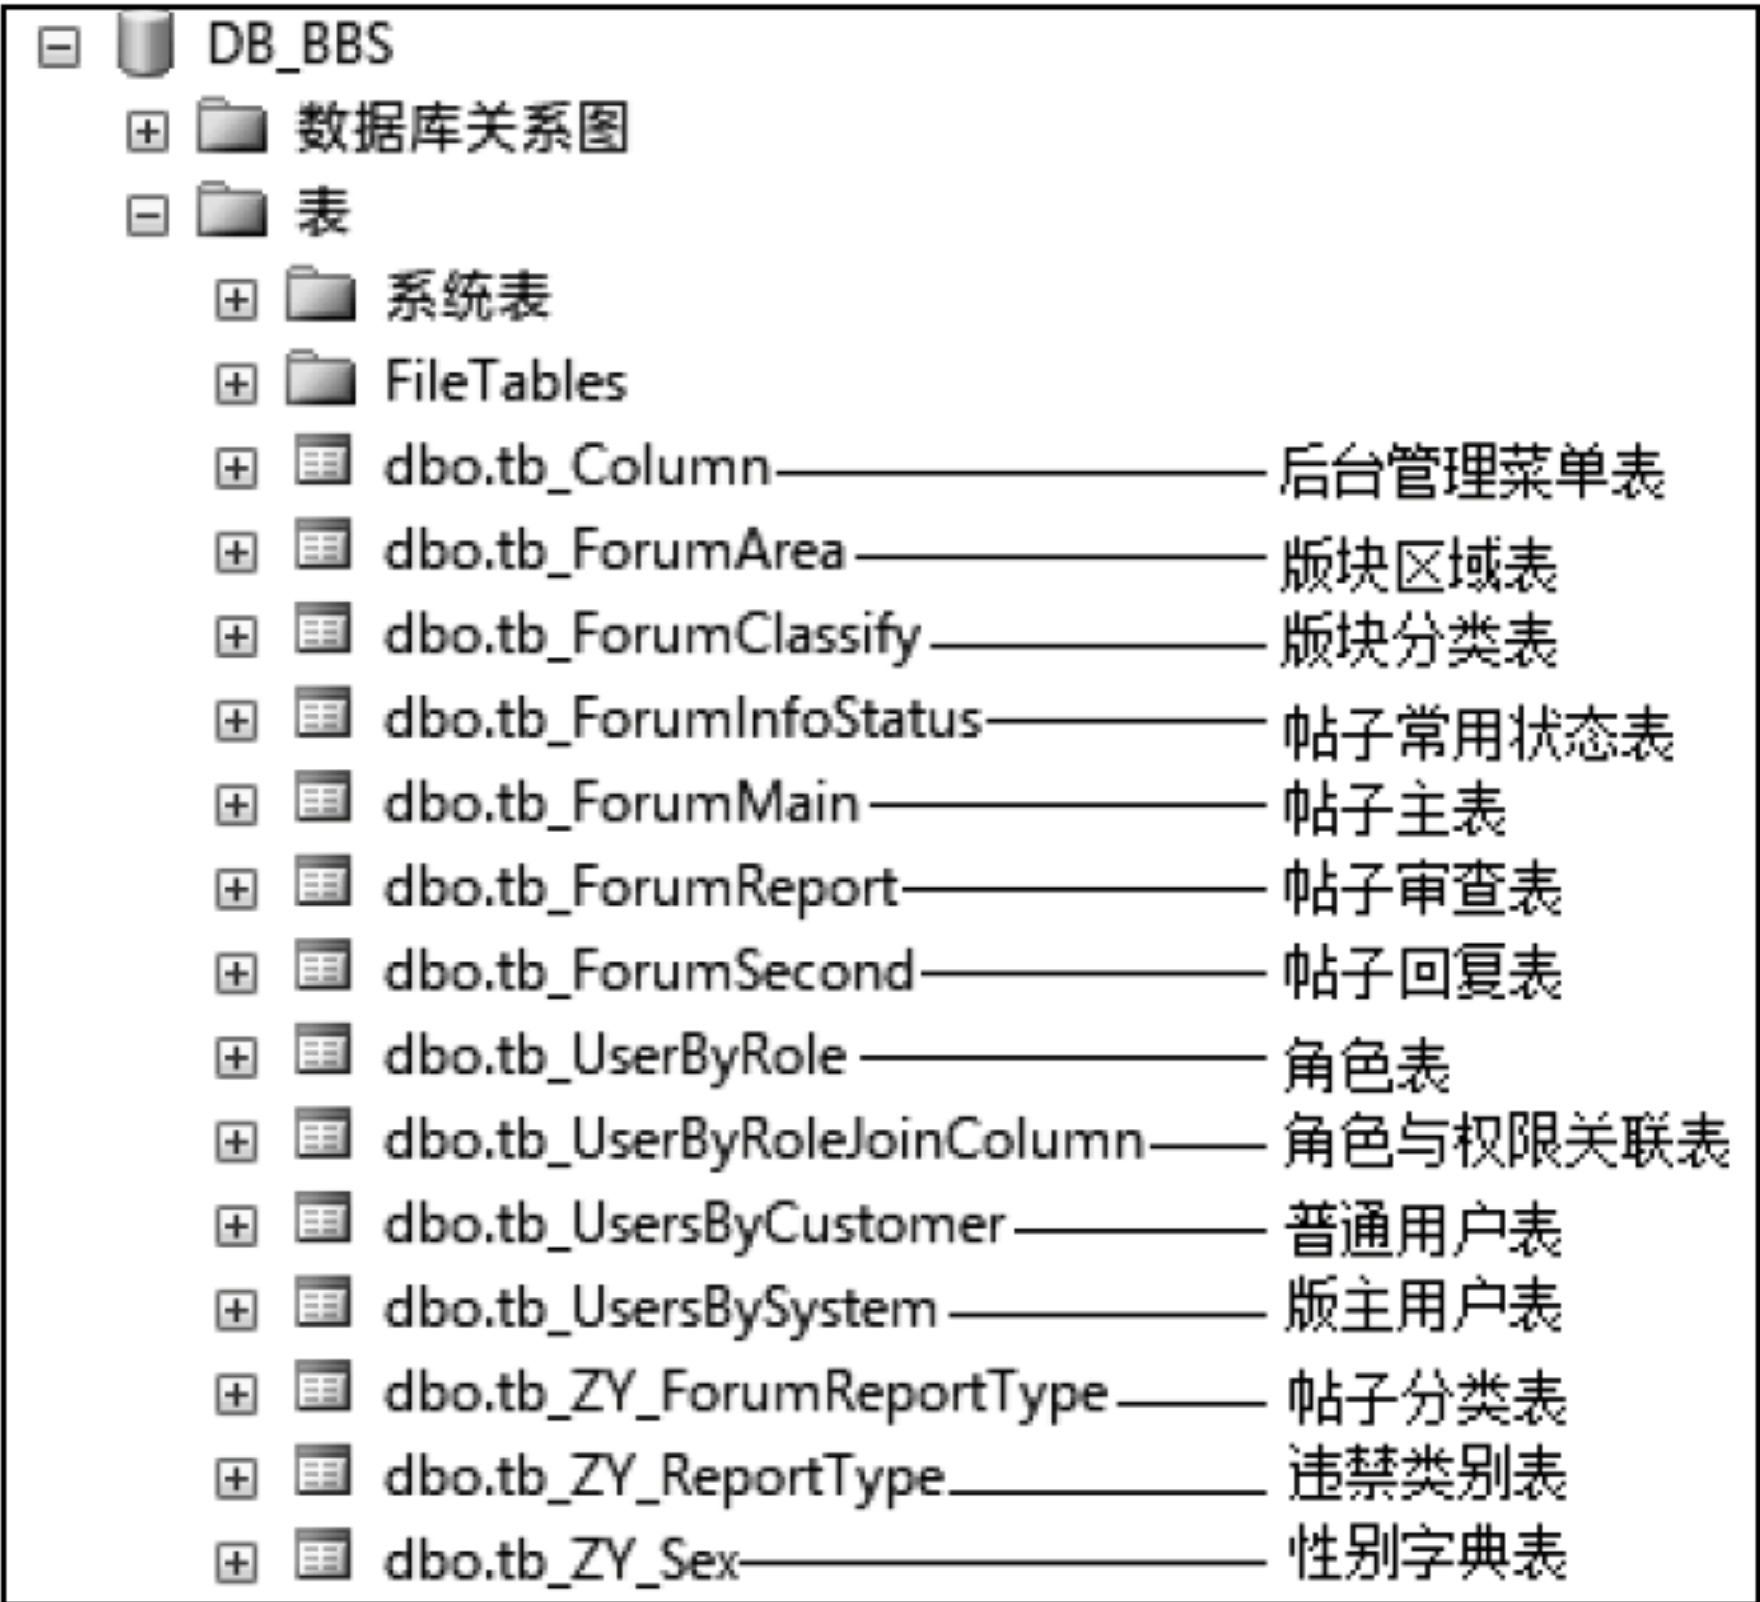 DB_BBS
数据库关系图
表
系统表
FileTables
dbo.tb_Column 后台管理菜单表
dbo.tb_ForumArea 版块区域表
dbo.tb_ForumClassify 版块分类表
dbo.tb_ForumInfoStatus 帖子常用状态表
dbo.tb_ForumMain 帖子主表
dbo.tb_ForumReport 帖子审查表
dbo.tb_ForumSecond 帖子回复表
dbo.tb_UserByRole 角色表
dbo.tb_UserByRoleJoinColumn 角色与权限关联表
dbo.tb_UsersByCustomer 普通用户表
dbo.tb_UsersBySystem 版主用户表
dbo.tb_ZY_ForumReportType 帖子分类表
dbo.tb_ZY_ReportType 违禁类别表
dbo.tb_ZY_Sex 性别字典表